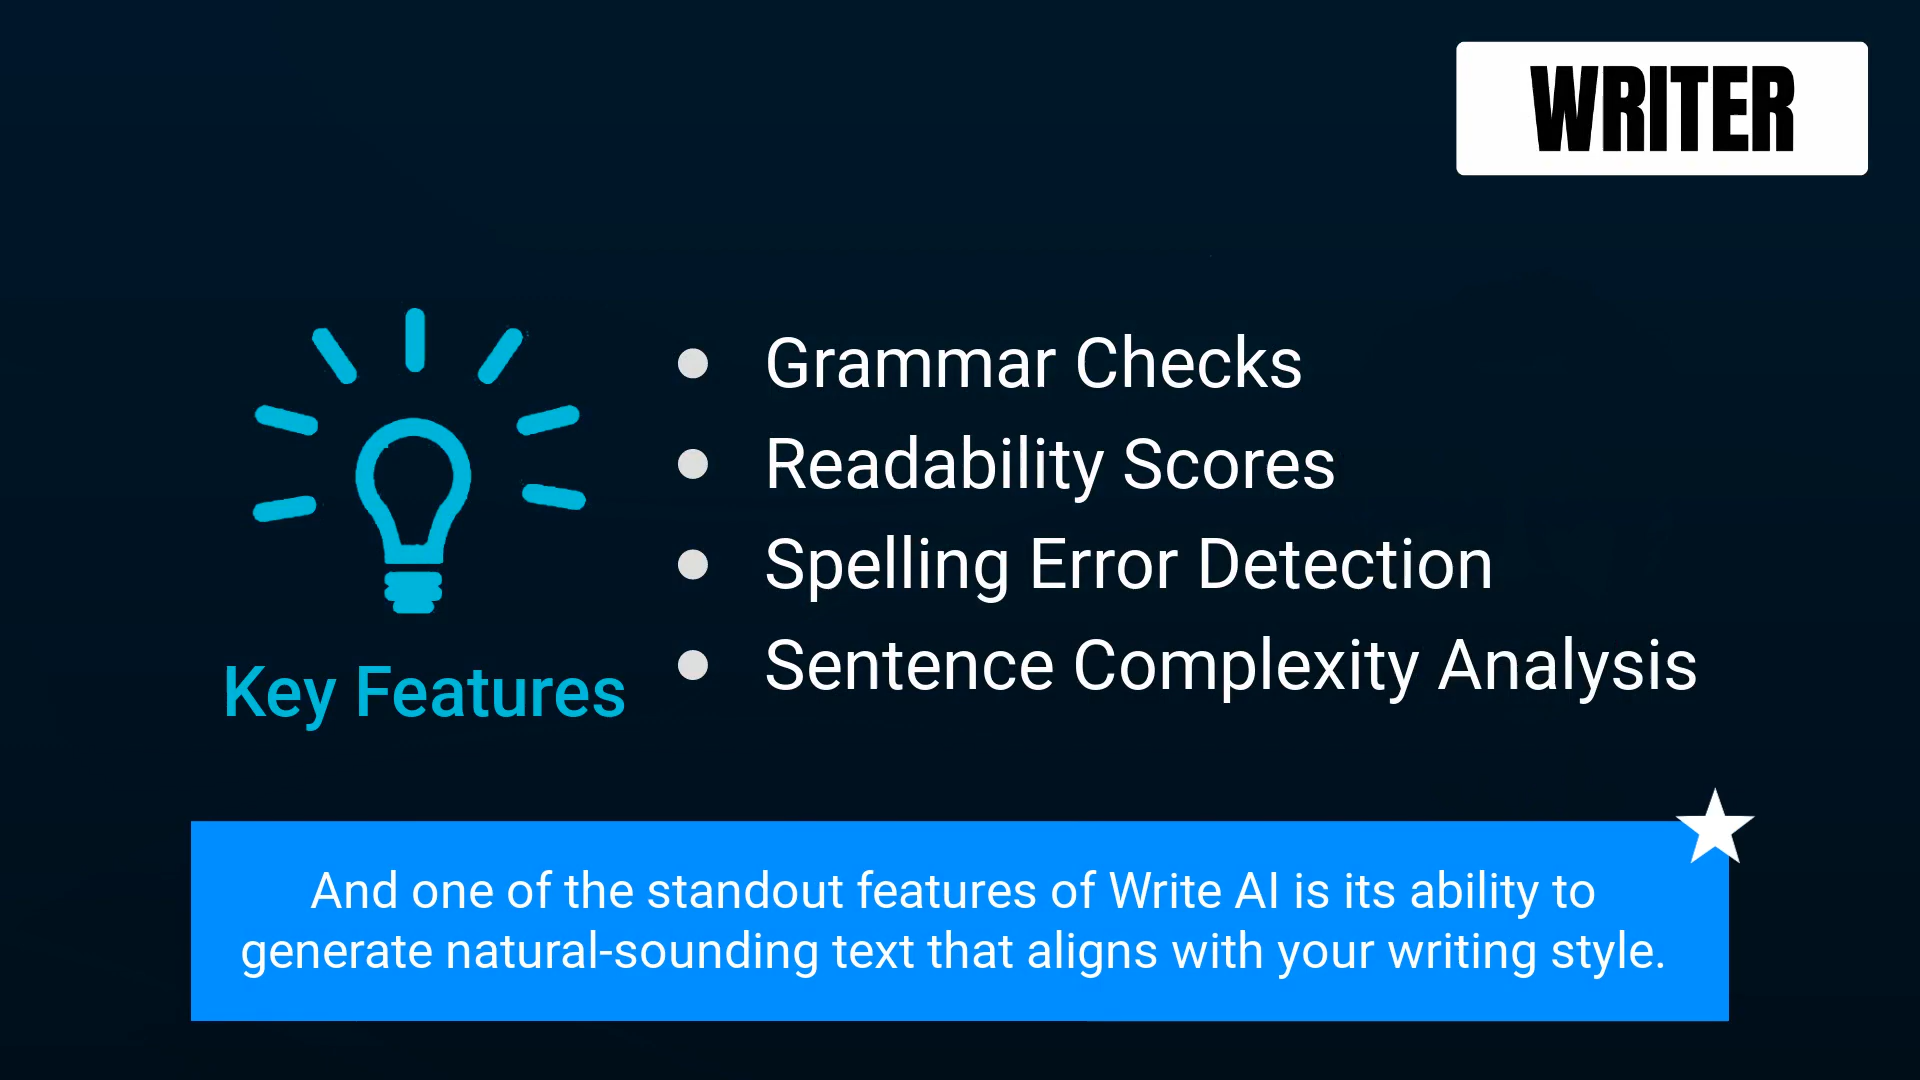 WRITER
Grammar Checks
Readability Scores
Spelling Error Detection
Sentence Complexity Analysis
Key Features
And one of the standout features of Write AI is its ability to
generate natural-sounding text that aligns with your writing style.